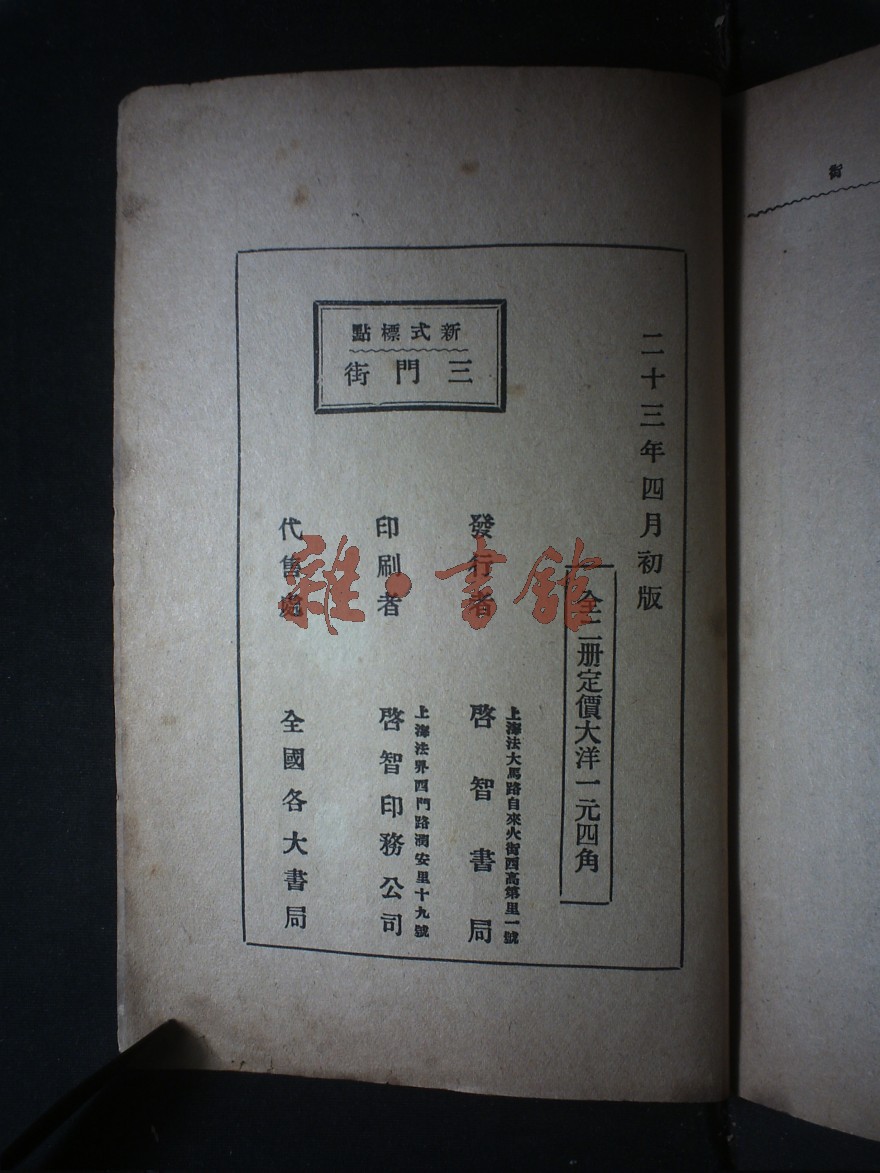 街
二十三年四月初版
全二册定價大洋一元四角
新式標點
三門街
發行者
上海法大馬路自來火街西高第里一號
啓智書局
印刷者
上海法界西門路潤安里十九號
啓智印務公司
代售處
全國各大書局
雜·書館